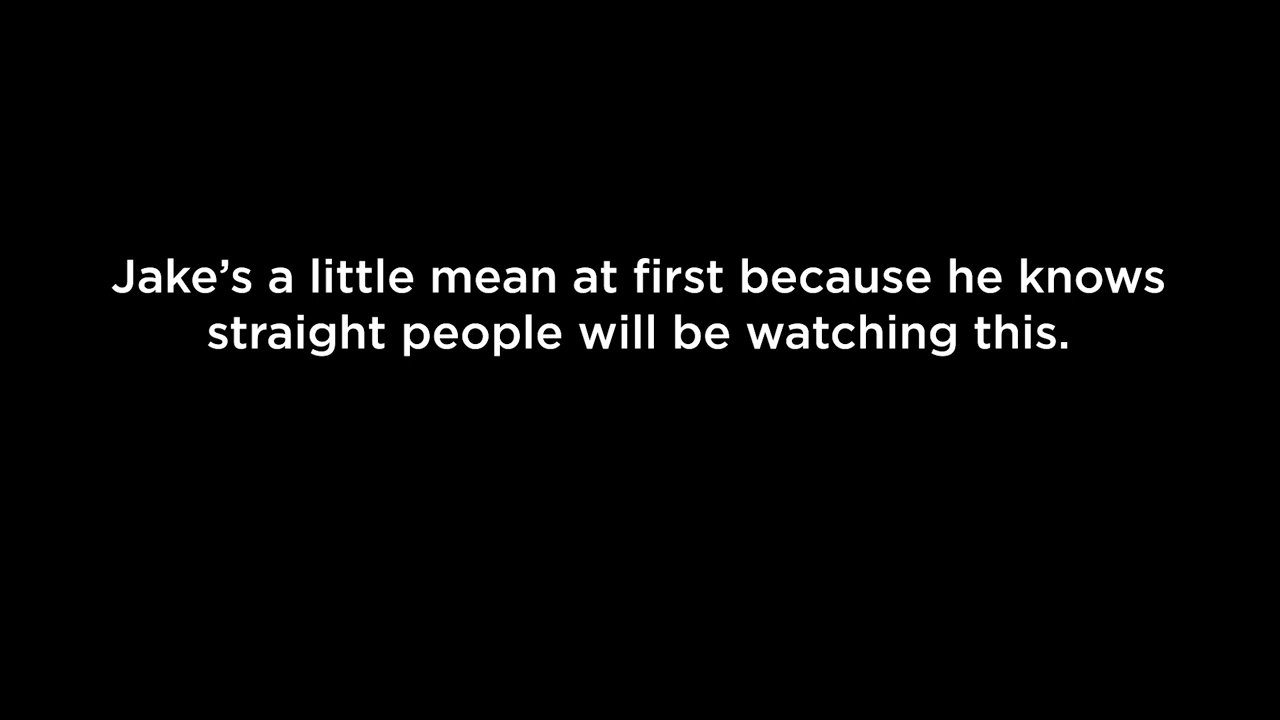 Jake’s a little mean at first because he knows
straight people will be watching this.